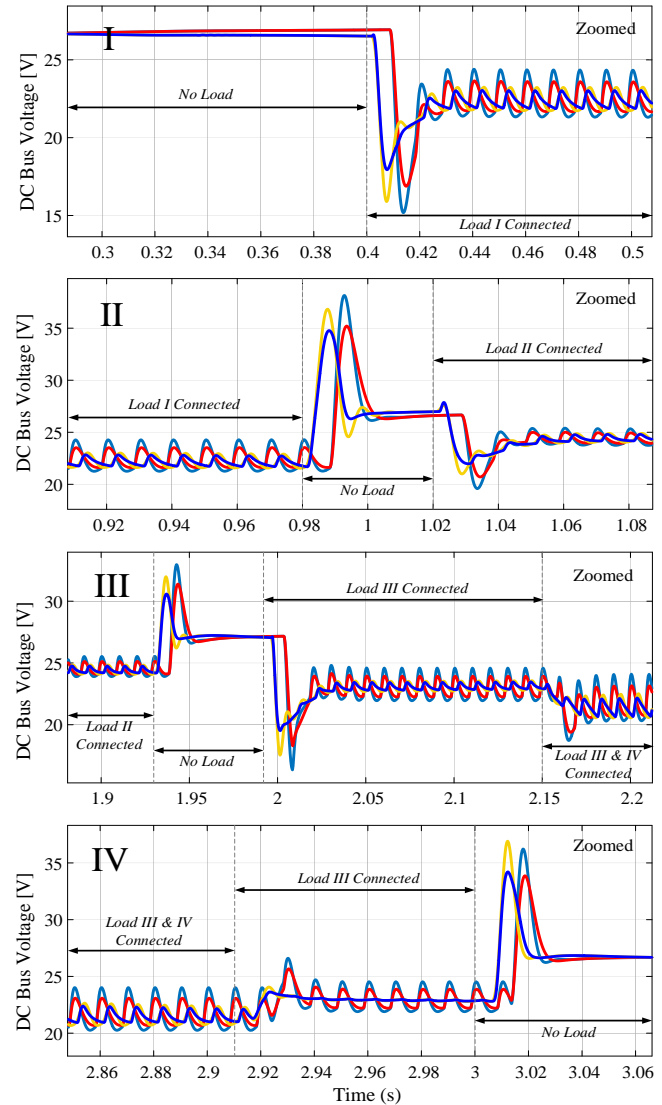 I
Zoomed
DC Bus Voltage [V]
25
20
15
No Load
Load I Connected
0.3 0.32 0.34 0.36 0.38 0.4 0.42 0.44 0.46 0.48 0.5
II
Zoomed
DC Bus Voltage [V]
35
30
25
20
Load I Connected
No Load
Load II Connected
0.92 0.94 0.96 0.98 1 1.02 1.04 1.06 1.08
III
Zoomed
DC Bus Voltage [V]
30
25
20
Load III Connected
Load II
Connected
No Load
Load III & IV
Connected
1.9 1.95 2 2.05 2.1 2.15 2.2
IV
Zoomed
DC Bus Voltage [V]
35
30
25
20
Load III Connected
Load III & IV
Connected
No Load
2.86 2.88 2.9 2.92 2.94 2.96 2.98 3 3.02 3.04 3.06
Time (s)